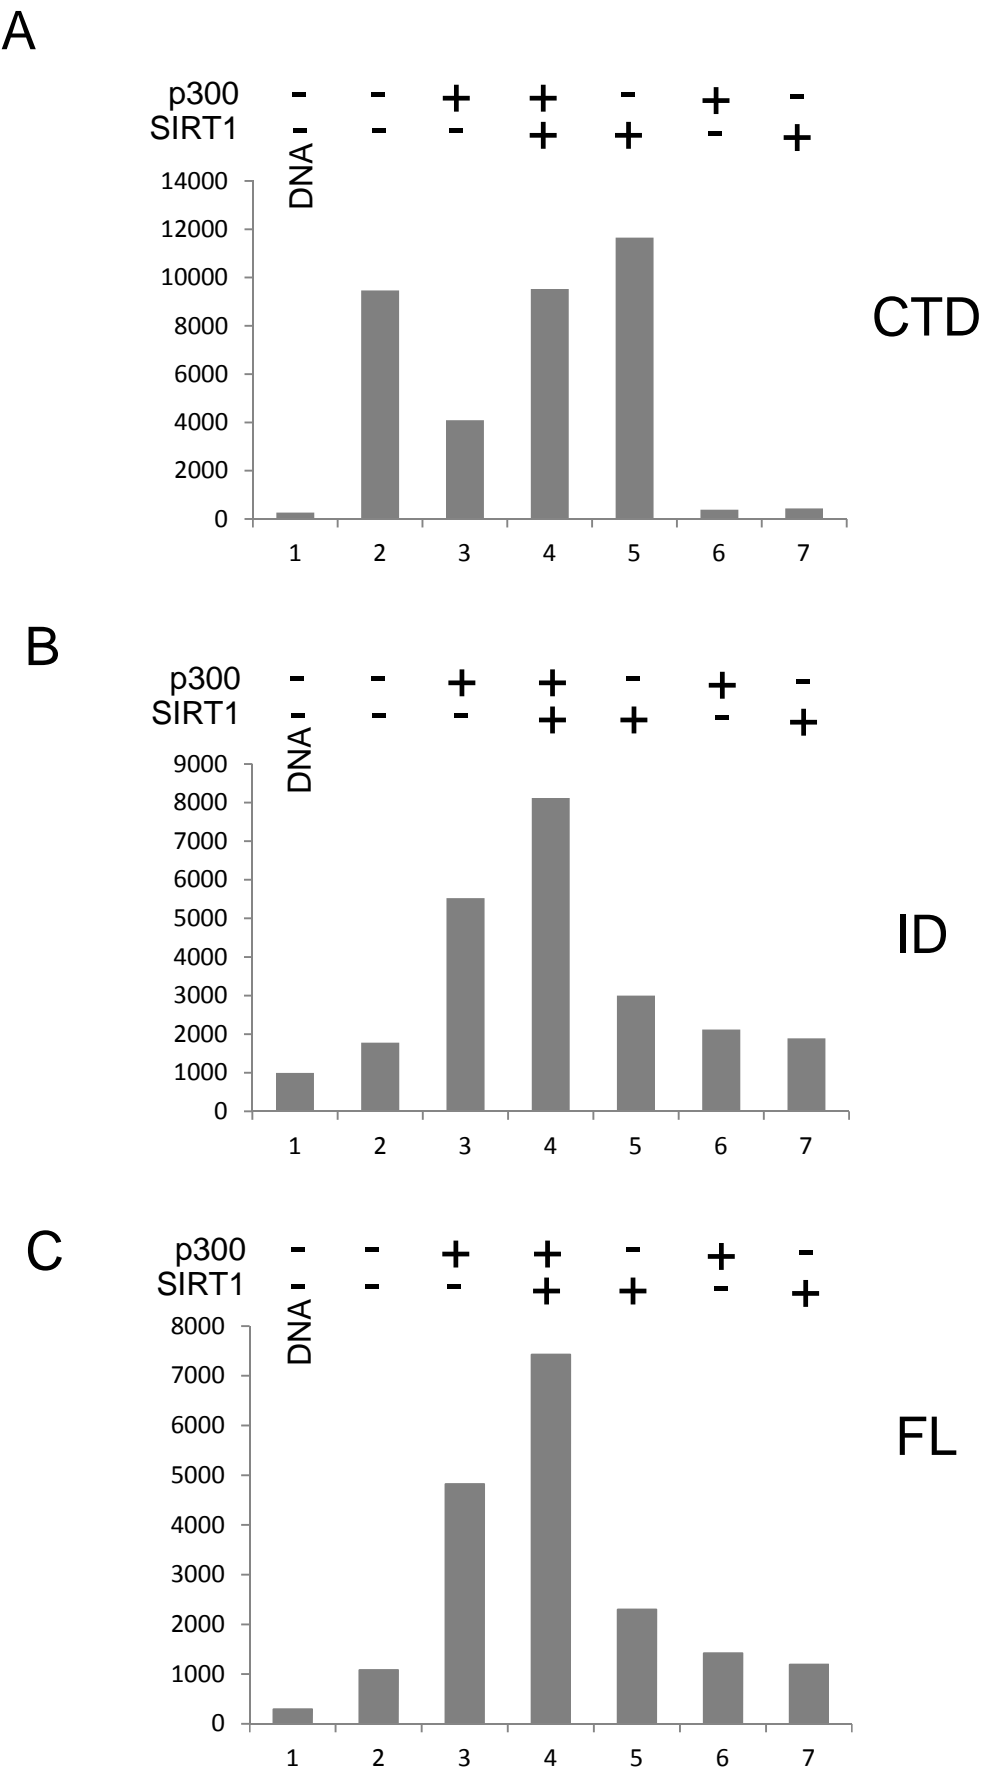 A
p300 - - + + - + -
SIRT1 - - - + + - +
DNA
14000
12000
10000
8000
6000
4000
2000
0
1 2 3 4 5 6 7
CTD
B
p300 - - + + - + -
SIRT1 - - - + + - +
DNA
9000
8000
7000
6000
5000
4000
3000
2000
1000
0
1 2 3 4 5 6 7
ID
C
p300 - - + + - + -
SIRT1 - - - + + - +
DNA
8000
7000
6000
5000
4000
3000
2000
1000
0
1 2 3 4 5 6 7
FL